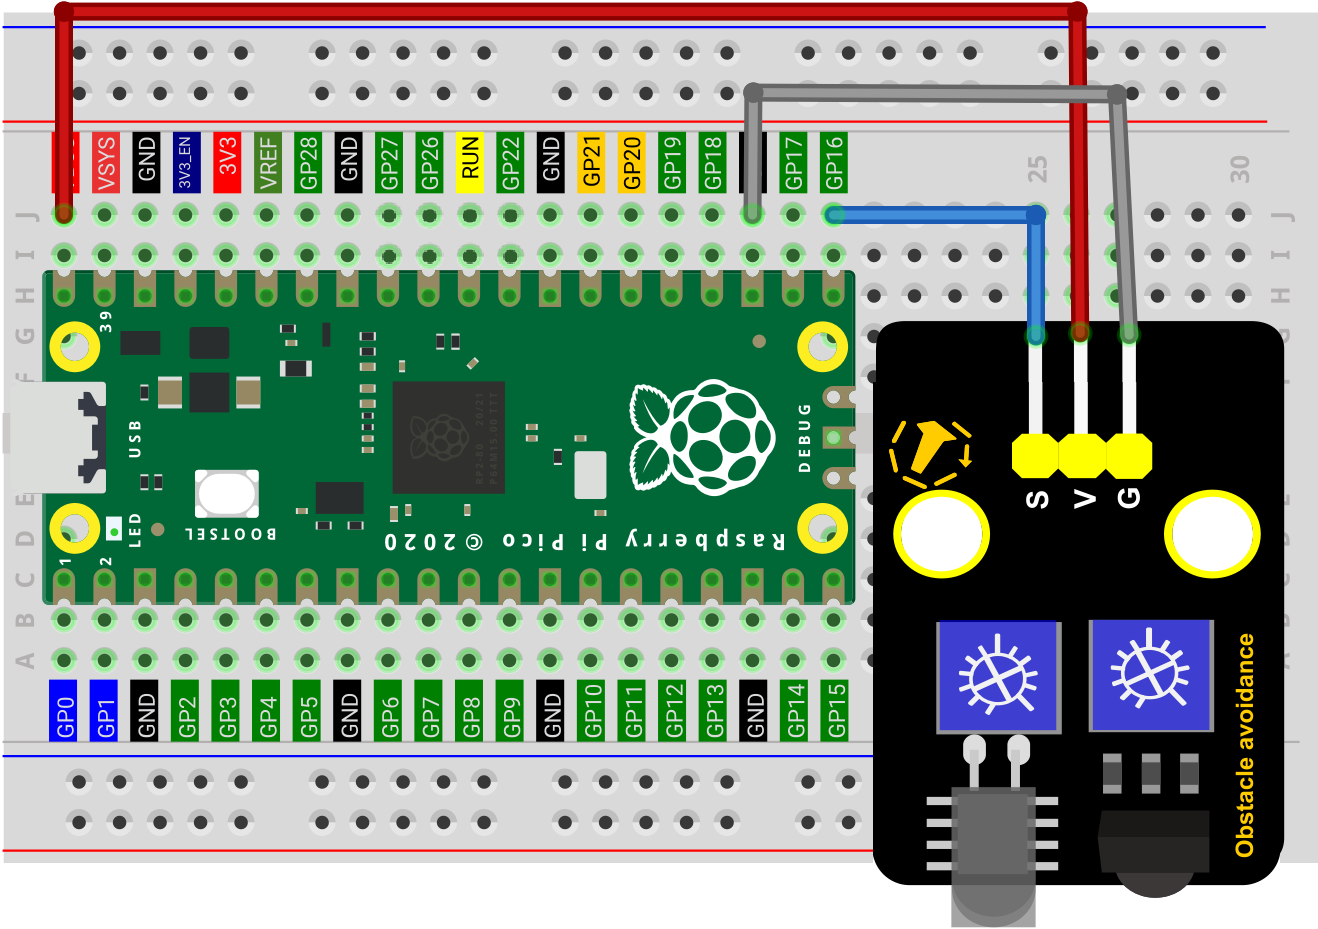 VSYS
GND
3V3_EN
3V3
VREF
GP28
GND
GP27
GP26
RUN
GP22
GND
GP21
GP20
GP19
GP18
GP17
GP16
25
30
J
J
I
I
H
H
G
F
E
D
C
B
A
39
USB
DEBUG
BOOTSEL
LED
1
2
Raspberry Pi Pico © 2020
S
V
G
Obstacle avoidance
GP0
GP1
GND
GP2
GP3
GP4
GP5
GND
GP6
GP7
GP8
GP9
GND
GP10
GP11
GP12
GP13
GND
GP14
GP15